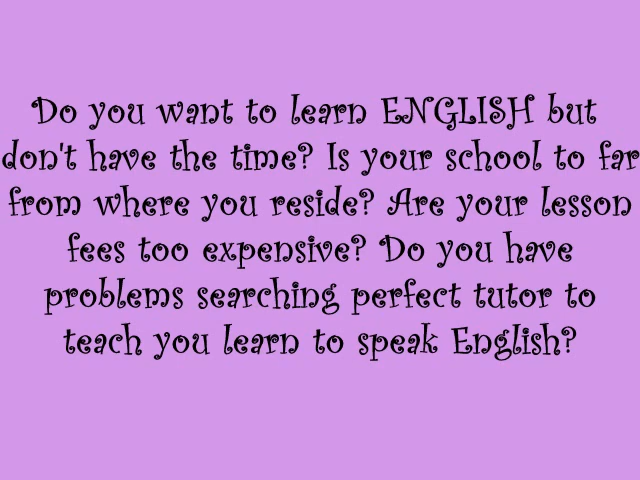 Do you want to learn ENGLISH but
don't have the time? Is your school to far
from where you reside? Are your lesson
fees too expensive? Do you have
problems searching perfect tutor to
teach you learn to speak English?